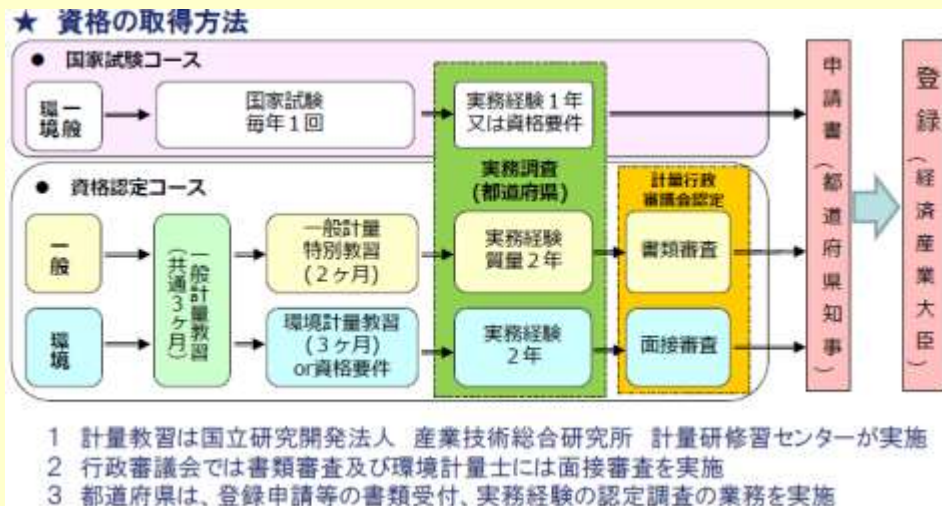 ★ 資格の取得方法
● 国家試験コース
環境
一般
国家試験
毎年1回
実務経験1年
又は資格要件
実務調査
(都道府県)
● 資格認定コース
計量行政
審議会認定
一般
一般計量教習
(共通3ヶ月)
一般計量
特別教習
(2ヶ月)
実務経験
質量2年
書類審査
環境
環境計量教習
(3ヶ月)
or資格要件
実務経験
2年
面接審査
申請書(都道府県知事)
登録(経済産業大臣)
1 計量教習は国立研究開発法人 産業技術総合研究所 計量研修習センターが実施
2 行政審議会では書類審査及び環境計量士には面接審査を実施
3 都道府県は、登録申請等の書類受付、実務経験の認定調査の業務を実施